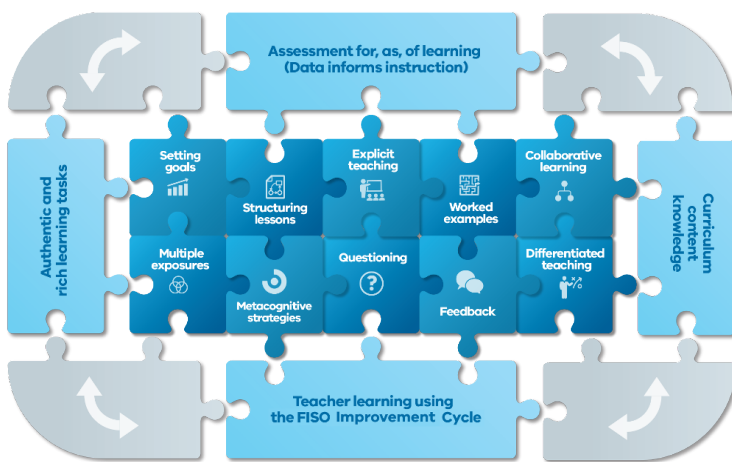 Assessment for, as, of learning
(Data informs instruction)
Authentic and
rich learning tasks
Setting
goals
Structuring
lessons
Explicit
teaching
Worked
examples
Collaborative
learning
Multiple
exposures
Metacognitive
strategies
Questioning
?
Feedback
Differentiated
teaching
Curriculum
content
knowledge
Teacher learning using
the FISO Improvement Cycle